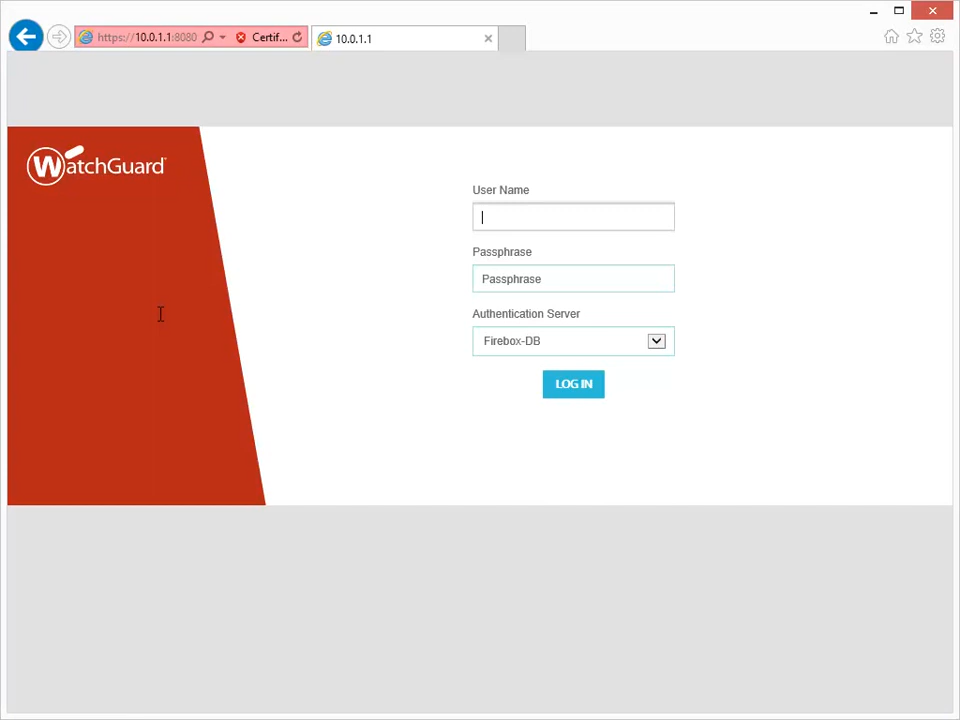 https://10.0.1.1:8080
Certif...
10.0.1.1
WatchGuard
User Name
Passphrase
Passphrase
Authentication Server
Firebox-DB
LOG IN